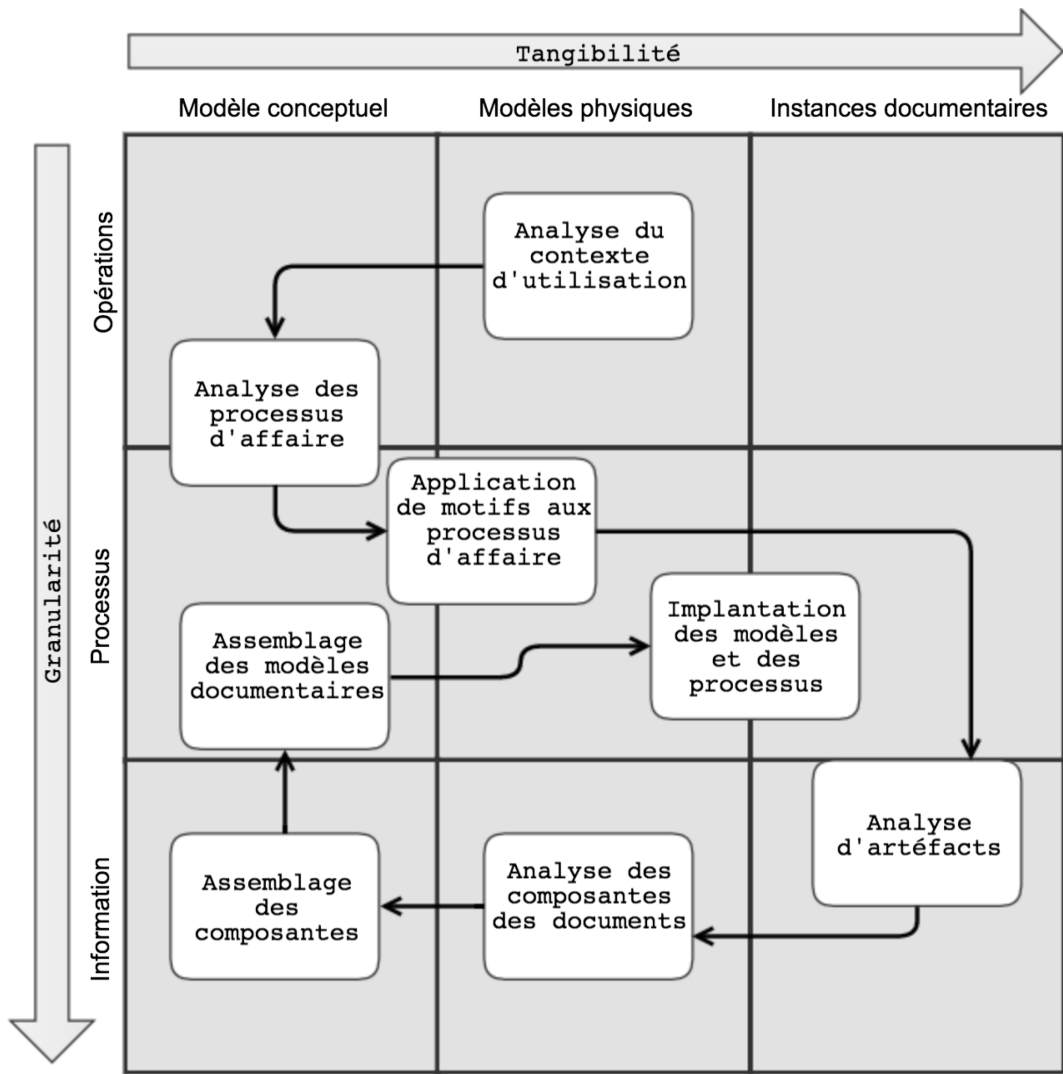 Tangibilité
Modèle conceptuel
Modèles physiques
Instances documentaires
Granularité
Opérations
Analyse du
contexte
d'utilisation
Analyse des
processus
d'affaire
Processus
Application
de motifs aux
processus
d'affaire
Implantation
des modèles
et des
processus
Assemblage
des modèles
documentaires
Information
Analyse
d'artéfacts
Analyse des
composantes
des documents
Assemblage
des
composantes